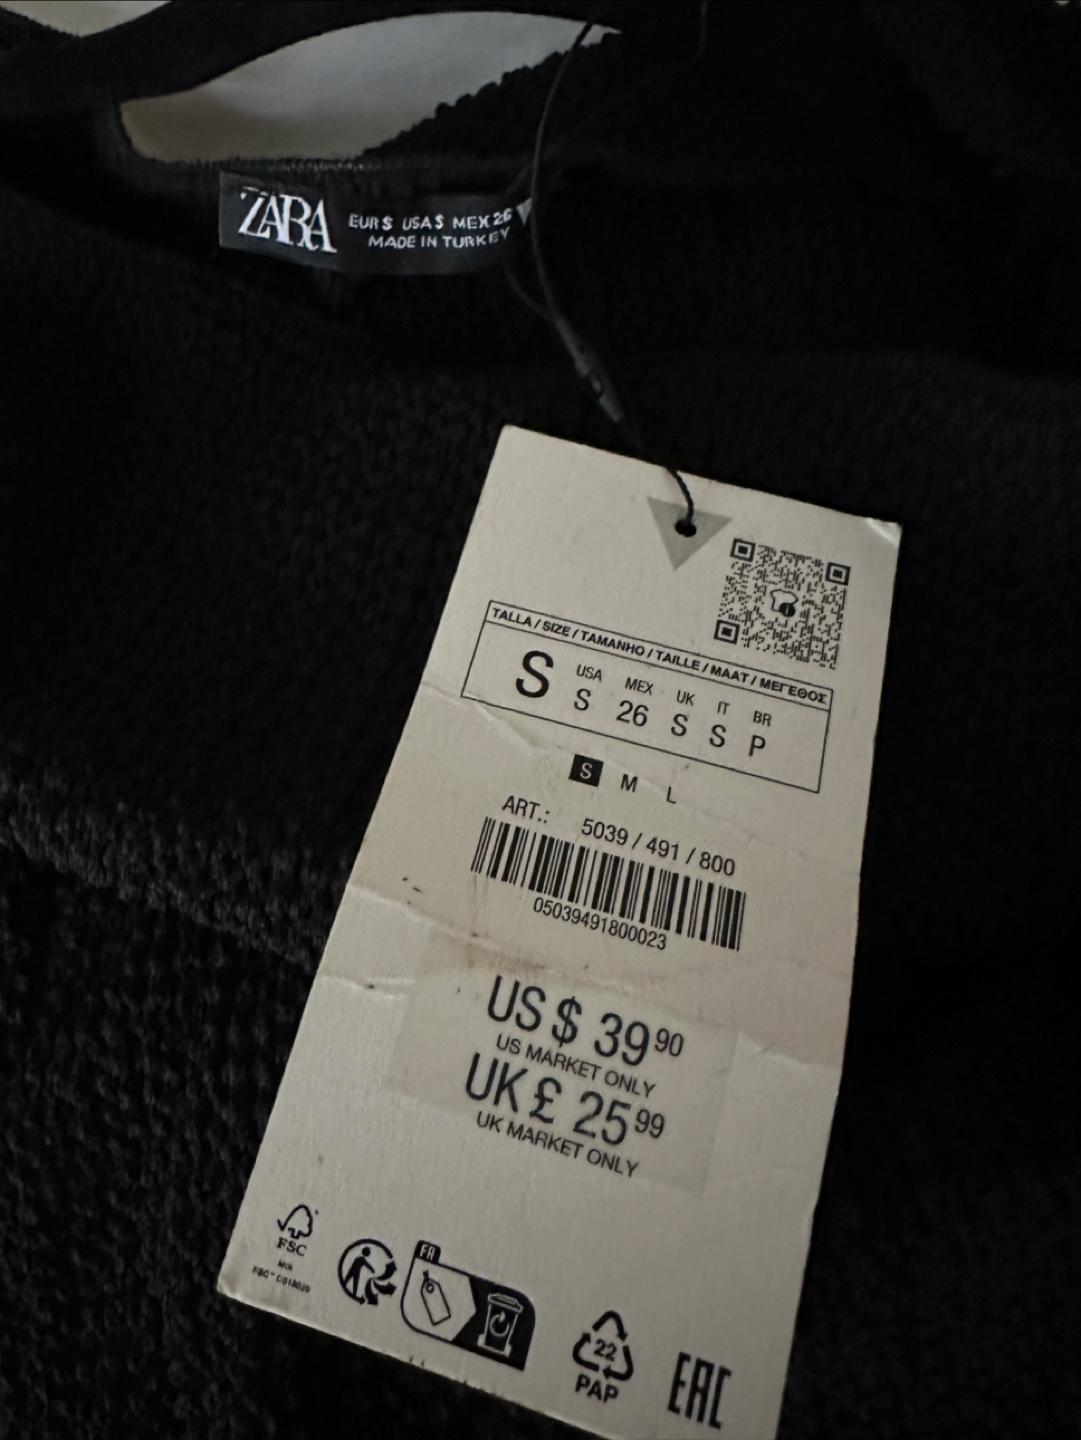 ZARA
EUR S USA S MEX 26
MADE IN TURKEY
TALLA / SIZE / TAMANHO / TAILLE / MAAT / ΜΕΓΕΘΟΣ
S
USA MEX UK IT BR
S 26 S S P
S M L
ART.: 5039 / 491 / 800
05039491800023
US $ 39 90
US MARKET ONLY
UK £ 25 99
UK MARKET ONLY
FSC
MIX
FR
22
PAP
EAC